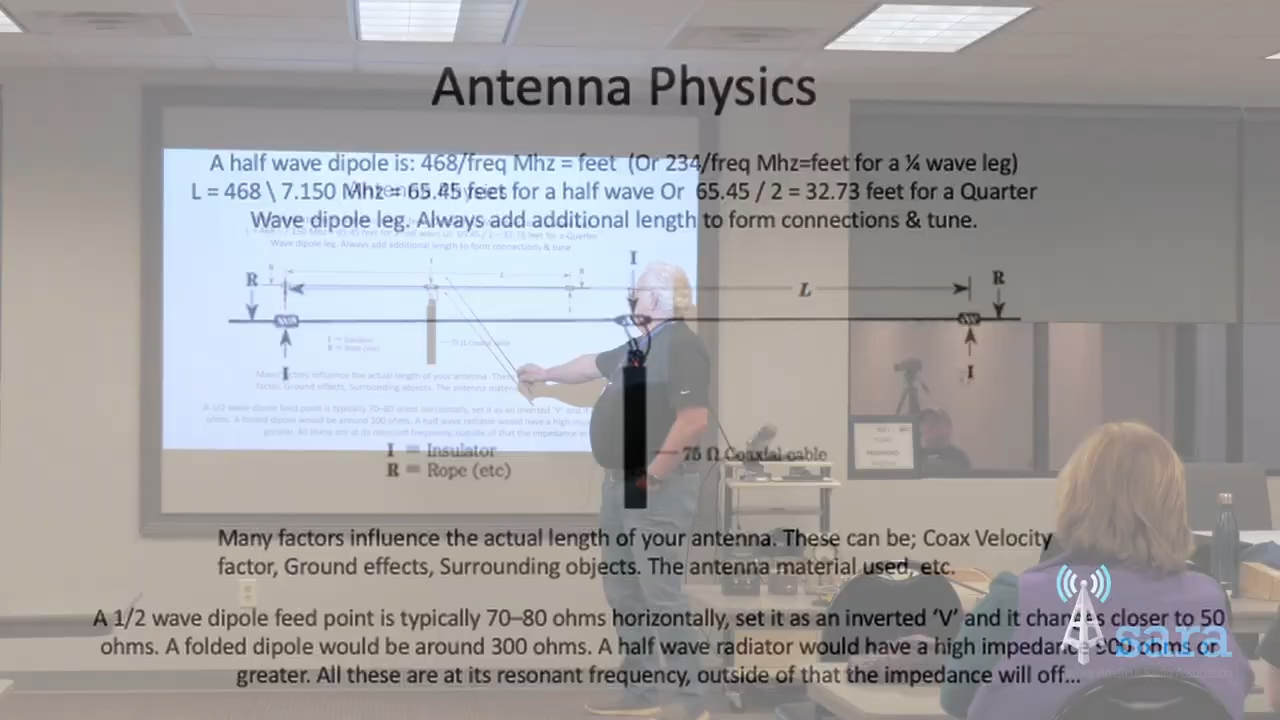 Antenna Physics
A half wave dipole is: 468/freq Mhz = feet (Or 234/freq Mhz=feet for a ¼ wave leg)
L = 468 \ 7.150 Mhz = 65.45 feet for a half wave Or 65.45 / 2 = 32.73 feet for a Quarter
Wave dipole leg. Always add additional length to form connections & tune.
I
R
L
R
I
I
I = Insulator
R = Rope (etc)
75 Ω Coaxial cable
Many factors influence the actual length of your antenna. These can be; Coax Velocity
factor, Ground effects, Surrounding objects. The antenna material used, etc.
A 1/2 wave dipole feed point is typically 70–80 ohms horizontally, set it as an inverted ‘V’ and it changes closer to 50
ohms. A folded dipole would be around 300 ohms. A half wave radiator would have a high impedance 900 ohms or
greater. All these are at its resonant frequency, outside of that the impedance will off...
sara